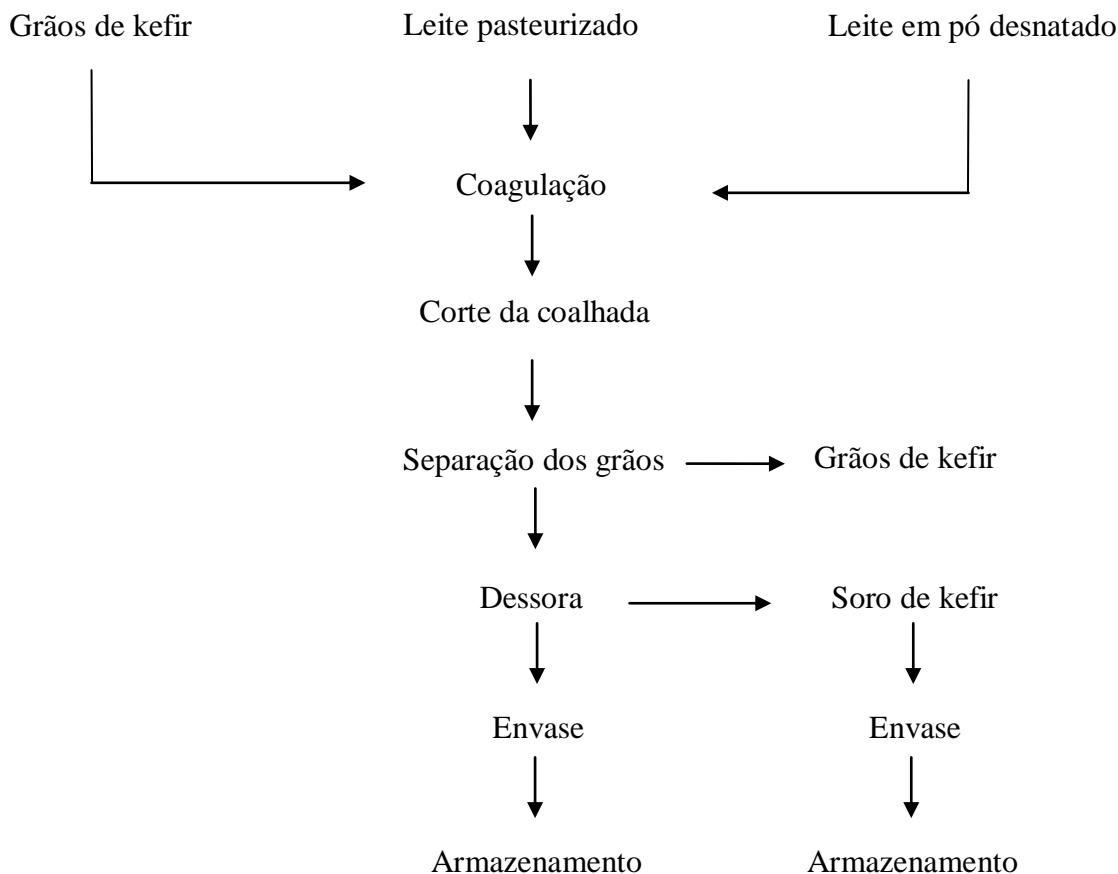 Grãos de kefir
Leite pasteurizado
Leite em pó desnatado
Coagulação
Corte da coalhada
Separação dos grãos
Grãos de kefir
Dessora
Soro de kefir
Envase
Envase
Armazenamento
Armazenamento